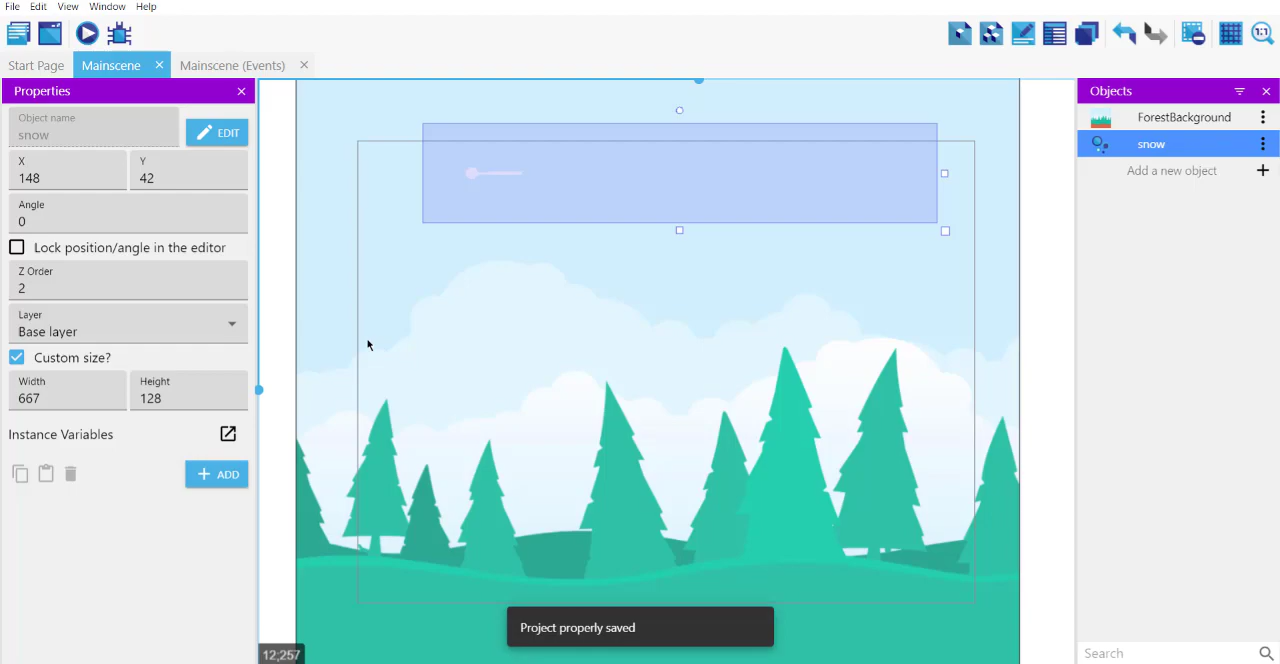 File Edit View Window Help
1:1
Start Page Mainscene × Mainscene (Events) ×
Properties ×
Object name
snow
EDIT
X
148
Y
42
Angle
0
Lock position/angle in the editor
Z Order
2
Layer
Base layer
Custom size?
Width
667
Height
128
Instance Variables
+ ADD
Project properly saved
12;257
Objects ×
ForestBackground
snow
Add a new object +
Search